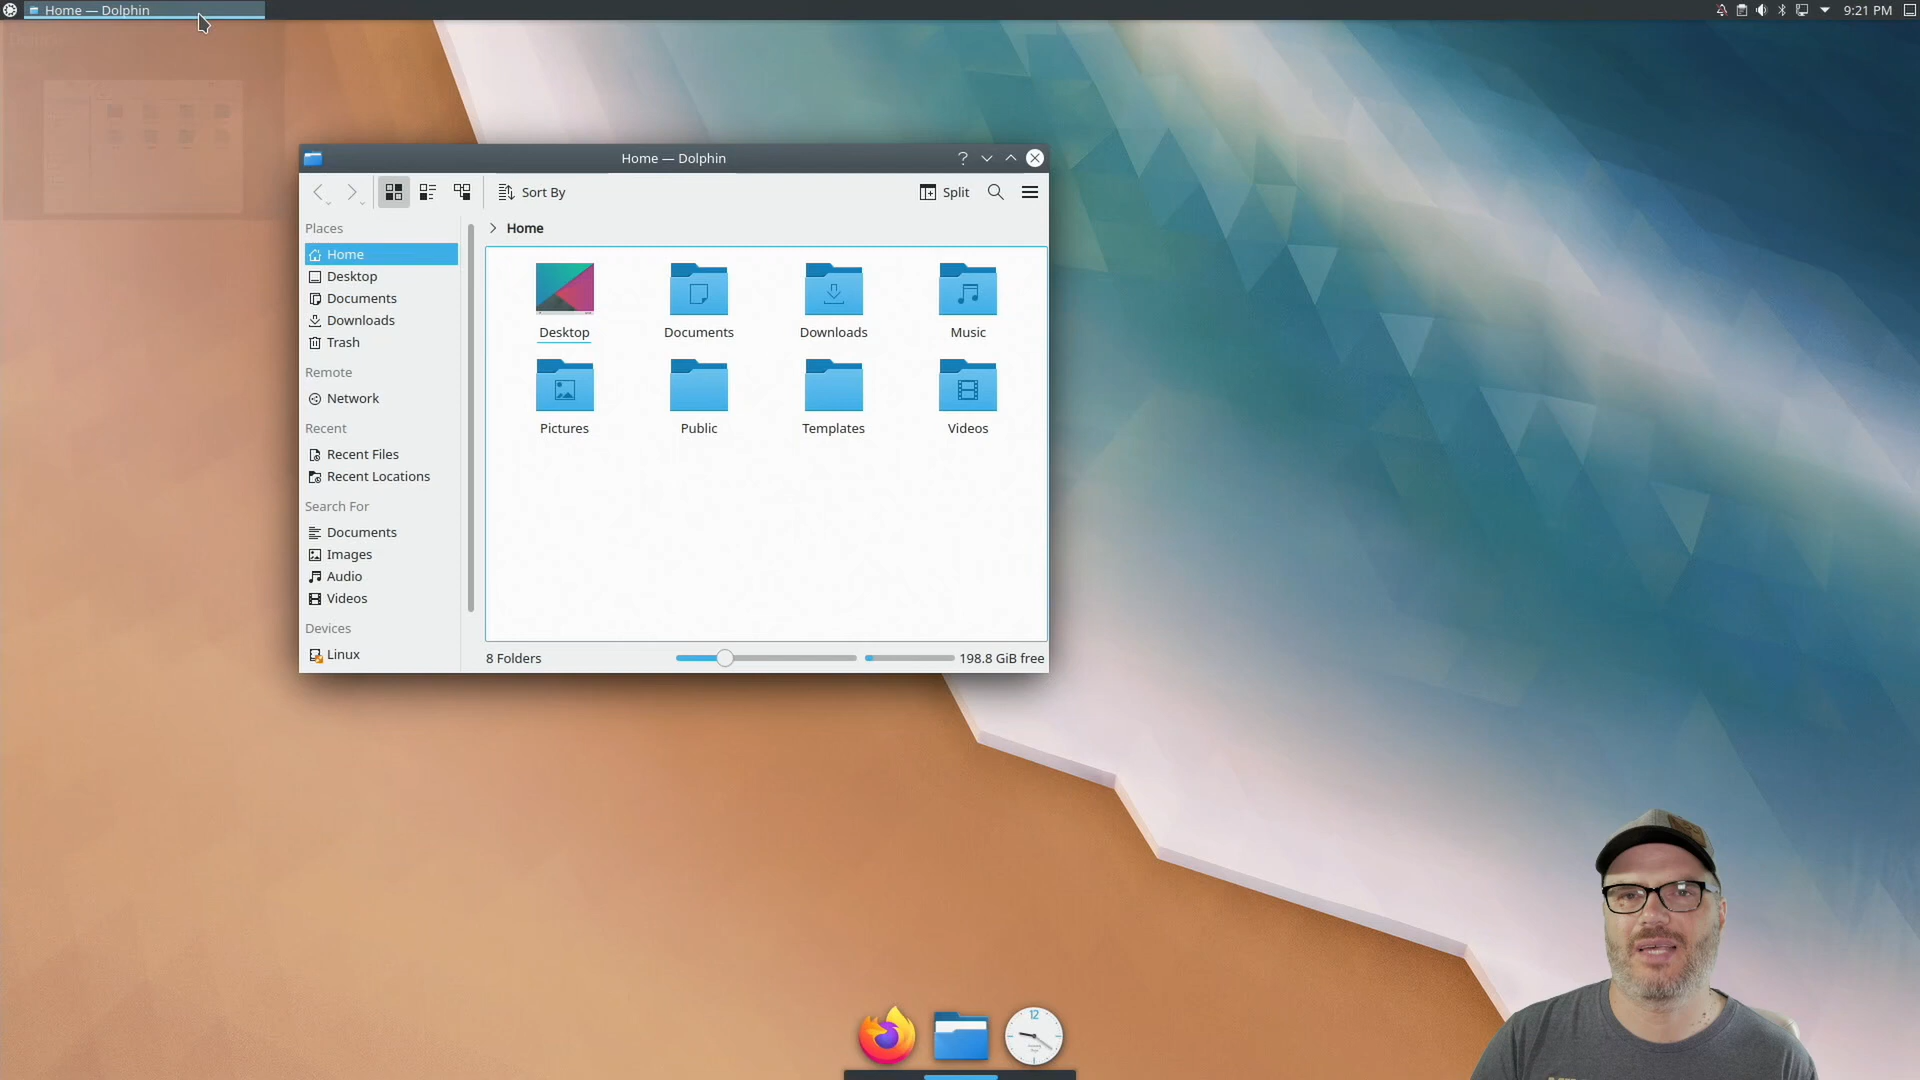 Home — Dolphin
9:21 PM
Home — Dolphin
?
Sort By
Split
Places
Home
Home
Desktop
Documents
Downloads
Trash
Remote
Network
Recent
Recent Files
Recent Locations
Search For
Documents
Images
Audio
Videos
Devices
Linux
Desktop
Documents
Downloads
Music
Pictures
Public
Templates
Videos
8 Folders
198.8 GiB free
12